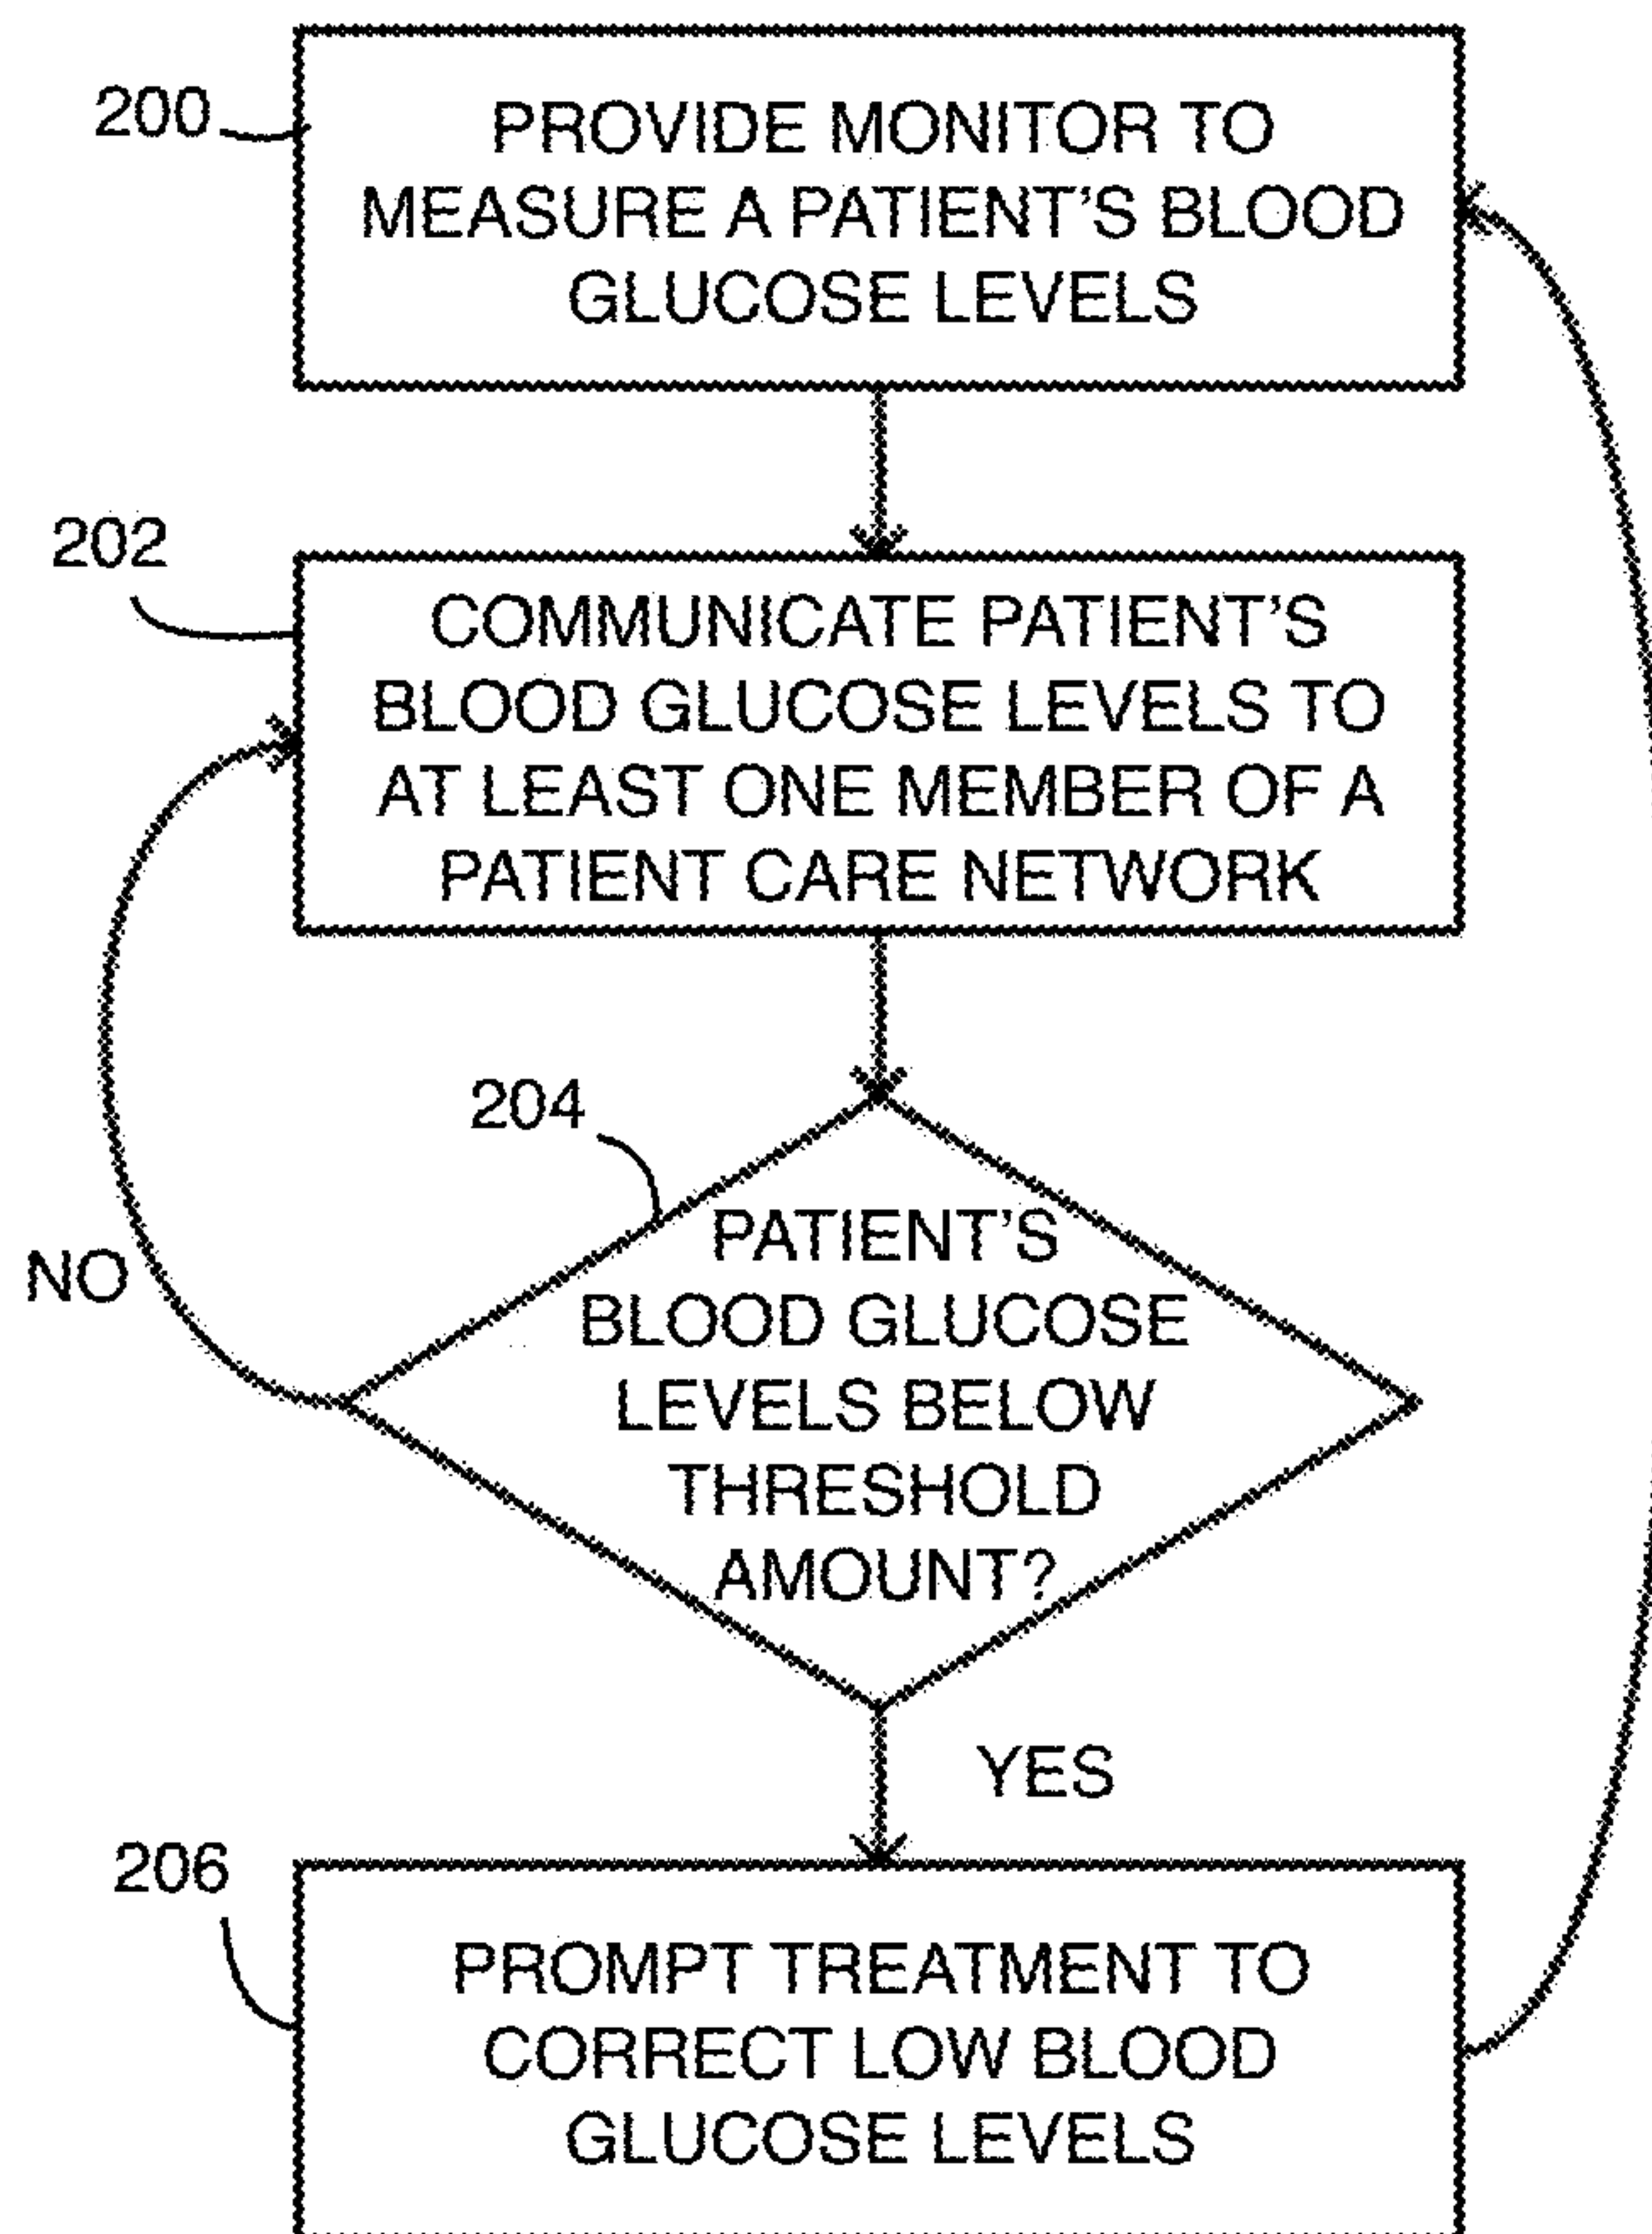 200
PROVIDE MONITOR TO
MEASURE A PATIENT'S BLOOD
GLUCOSE LEVELS
202
COMMUNICATE PATIENT'S
BLOOD GLUCOSE LEVELS TO
AT LEAST ONE MEMBER OF A
PATIENT CARE NETWORK
204
PATIENT'S
BLOOD GLUCOSE
LEVELS BELOW
THRESHOLD
AMOUNT?
NO
YES
206
PROMPT TREATMENT TO
CORRECT LOW BLOOD
GLUCOSE LEVELS